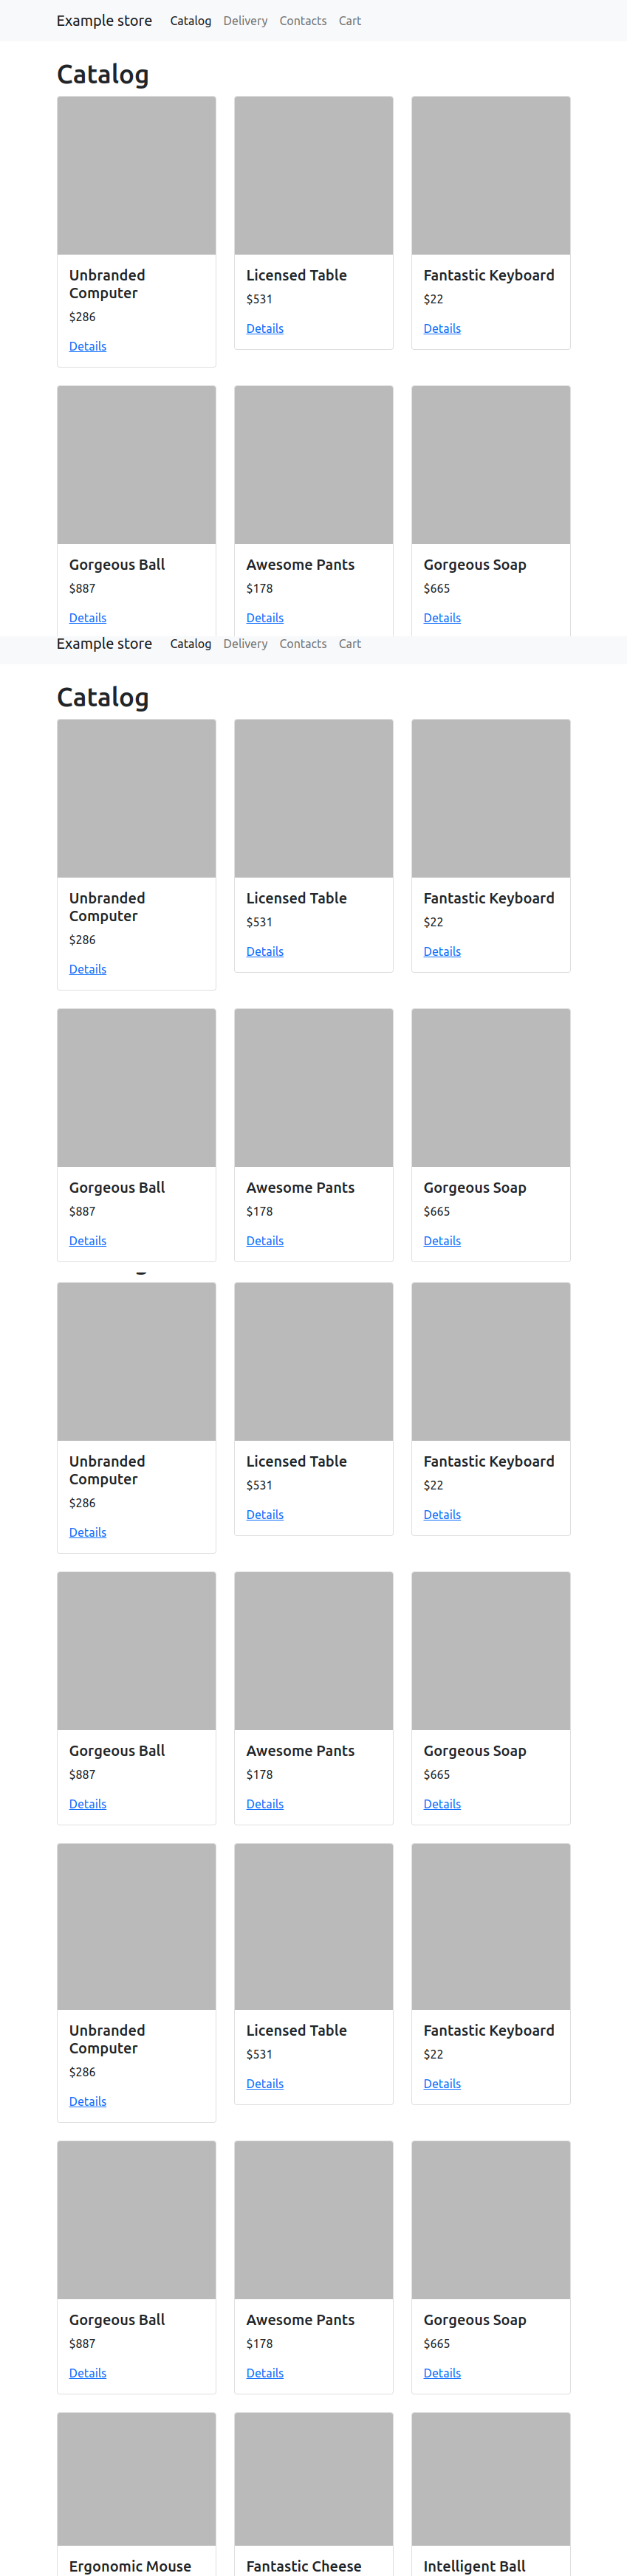 Example store Catalog Delivery Contacts Cart
Catalog
Unbranded Computer
$286
Details
Licensed Table
$531
Details
Fantastic Keyboard
$22
Details
Gorgeous Ball
$887
Details
Awesome Pants
$178
Details
Gorgeous Soap
$665
Details
Example store Catalog Delivery Contacts Cart
Catalog
Unbranded
Computer
$286
Details
Licensed Table
$531
Details
Fantastic Keyboard
$22
Details
Gorgeous Ball
$887
Details
Awesome Pants
$178
Details
Gorgeous Soap
$665
Details
Unbranded
Computer
$286
Details
Licensed Table
$531
Details
Fantastic Keyboard
$22
Details
Gorgeous Ball
$887
Details
Awesome Pants
$178
Details
Gorgeous Soap
$665
Details
Unbranded
Computer
$286
Details
Licensed Table
$531
Details
Fantastic Keyboard
$22
Details
Gorgeous Ball
$887
Details
Awesome Pants
$178
Details
Gorgeous Soap
$665
Details
Ergonomic Mouse
Fantastic Cheese
Intelligent Ball